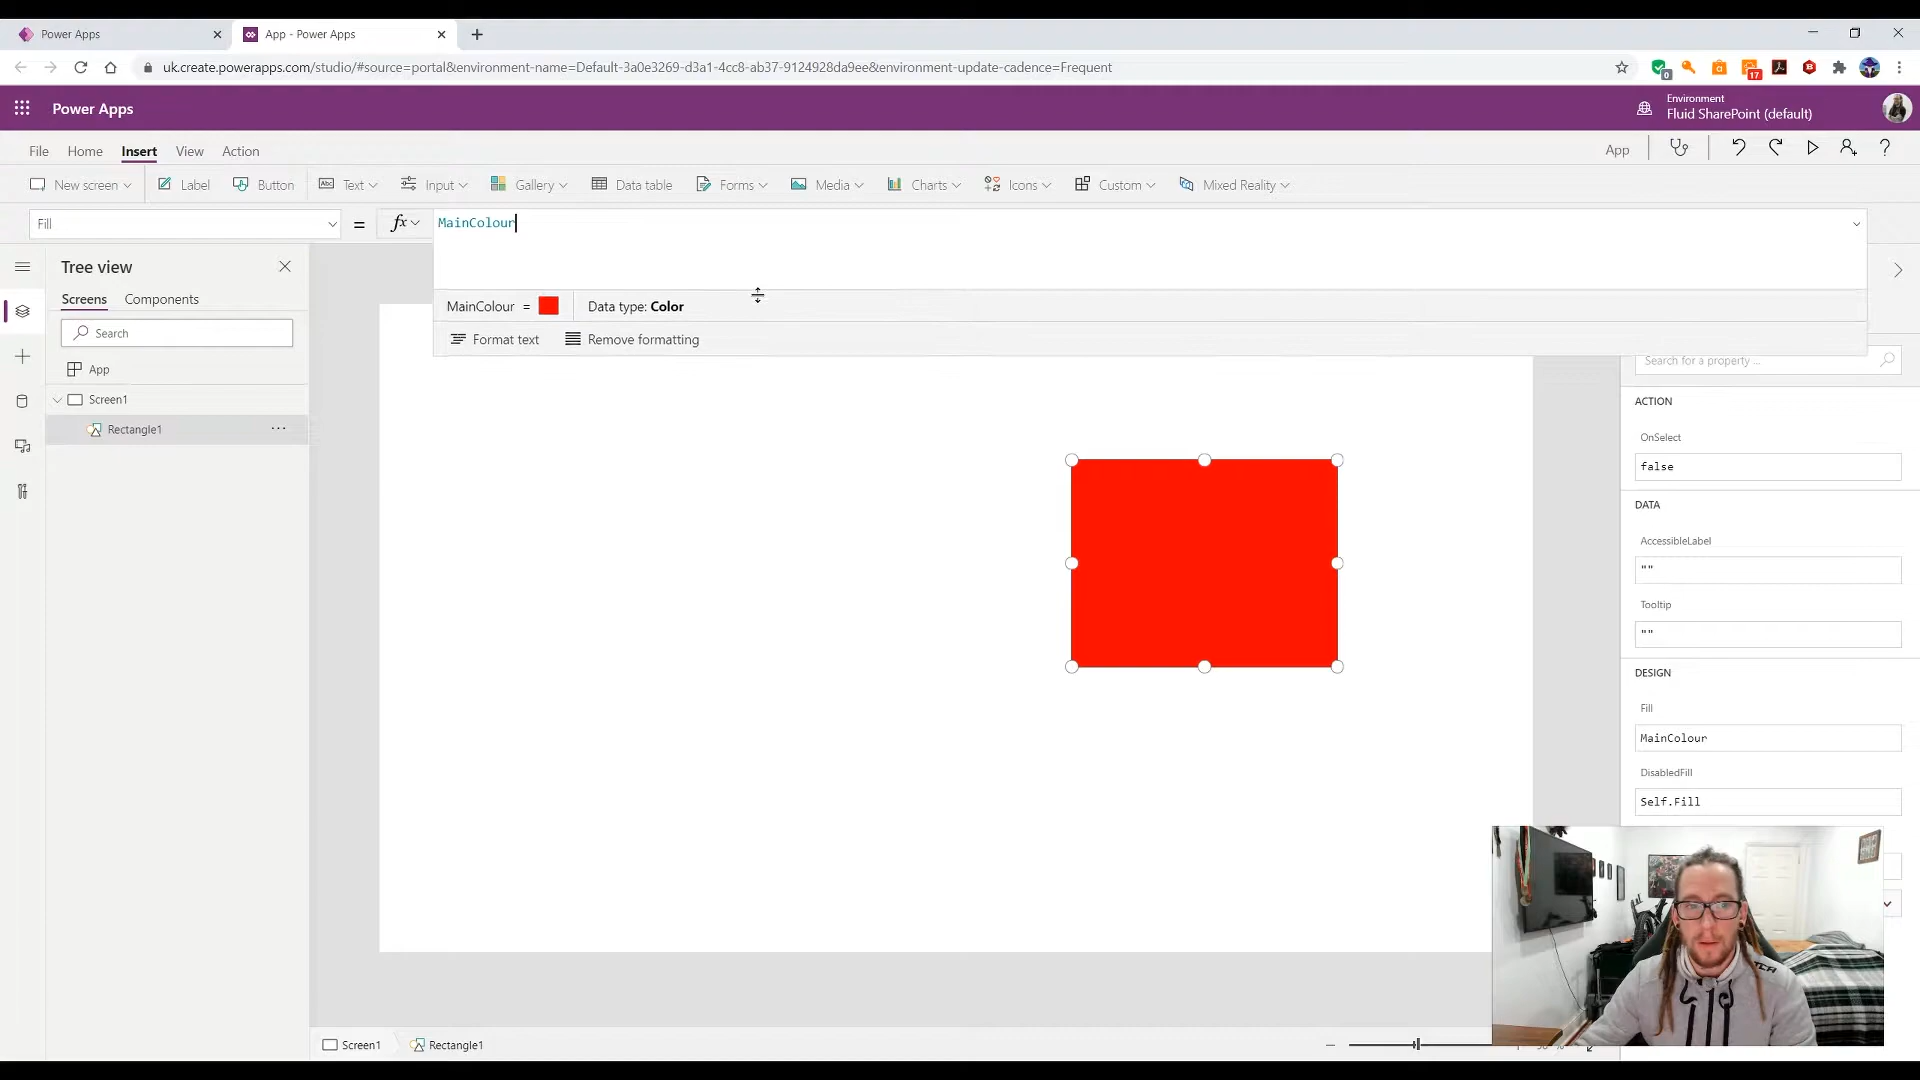 Power Apps
App - Power Apps
uk.create.powerapps.com/studio/#source=portal&environment-name=Default-3a0e3269-d3a1-4cc8-ab37-9124928da9ee&environment-update-cadence=Frequent
0
17
Power Apps
Environment
Fluid SharePoint (default)
File Home Insert View Action
App
New screen Label Button Text Input Gallery Data table Forms Media Charts Icons Custom Mixed Reality
Fill = fx MainColour
Tree view
Screens Components
Search
App
Screen1
Rectangle1
MainColour = Data type: Color
Format text Remove formatting
Search for a property ...
ACTION
OnSelect
false
DATA
AccessibleLabel
""
Tooltip
""
DESIGN
Fill
MainColour
DisabledFill
Self.Fill
Screen1 Rectangle1